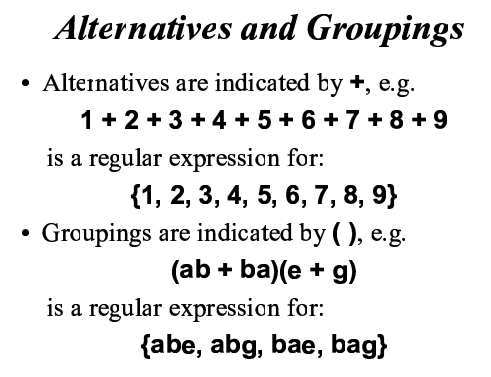 Alternatives and Groupings
• Alternatives are indicated by +, e.g.
1 + 2 + 3 + 4 + 5 + 6 + 7 + 8 + 9
is a regular expression for:
{1, 2, 3, 4, 5, 6, 7, 8, 9}
• Groupings are indicated by ( ), e.g.
(ab + ba)(e + g)
is a regular expression for:
{abe, abg, bae, bag}